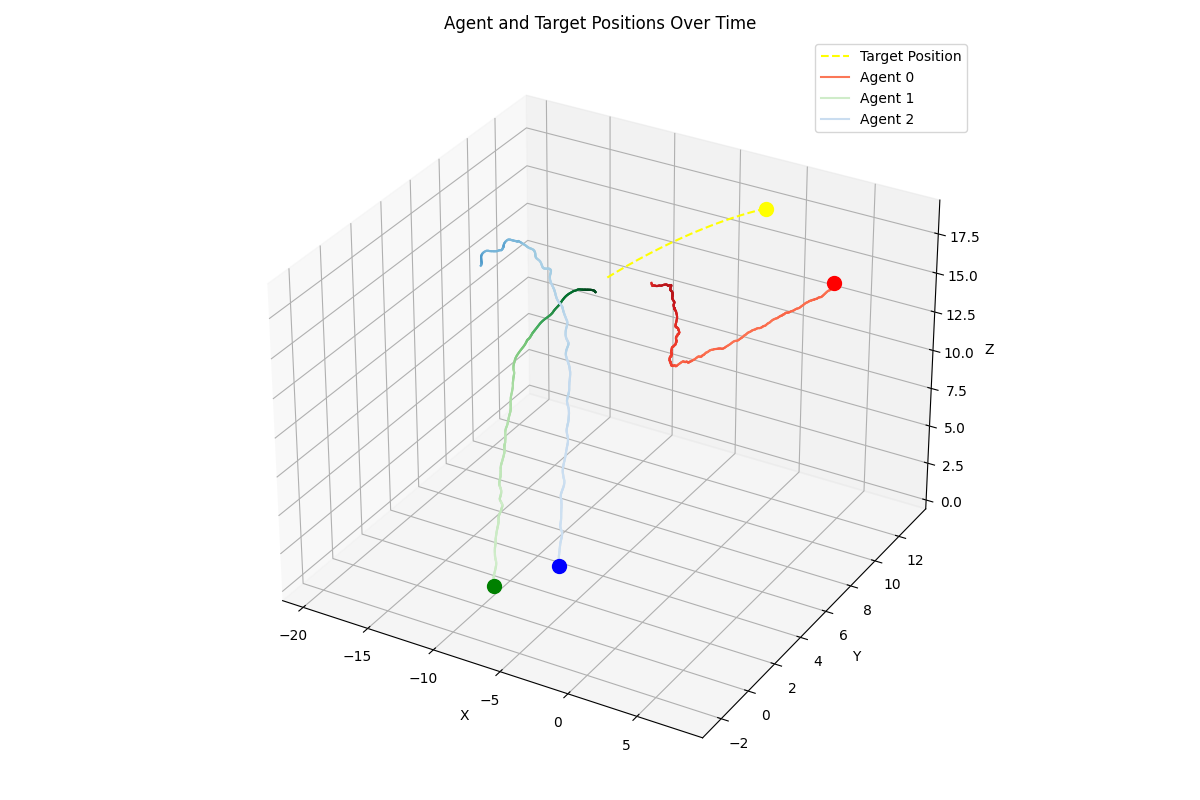 Agent and Target Positions Over Time
Target Position
Agent 0
Agent 1
Agent 2
17.5
15.0
12.5
10.0
7.5
5.0
2.5
0.0
Z
12
10
8
6
4
2
0
−2
Y
−20
−15
−10
−5
0
5
X